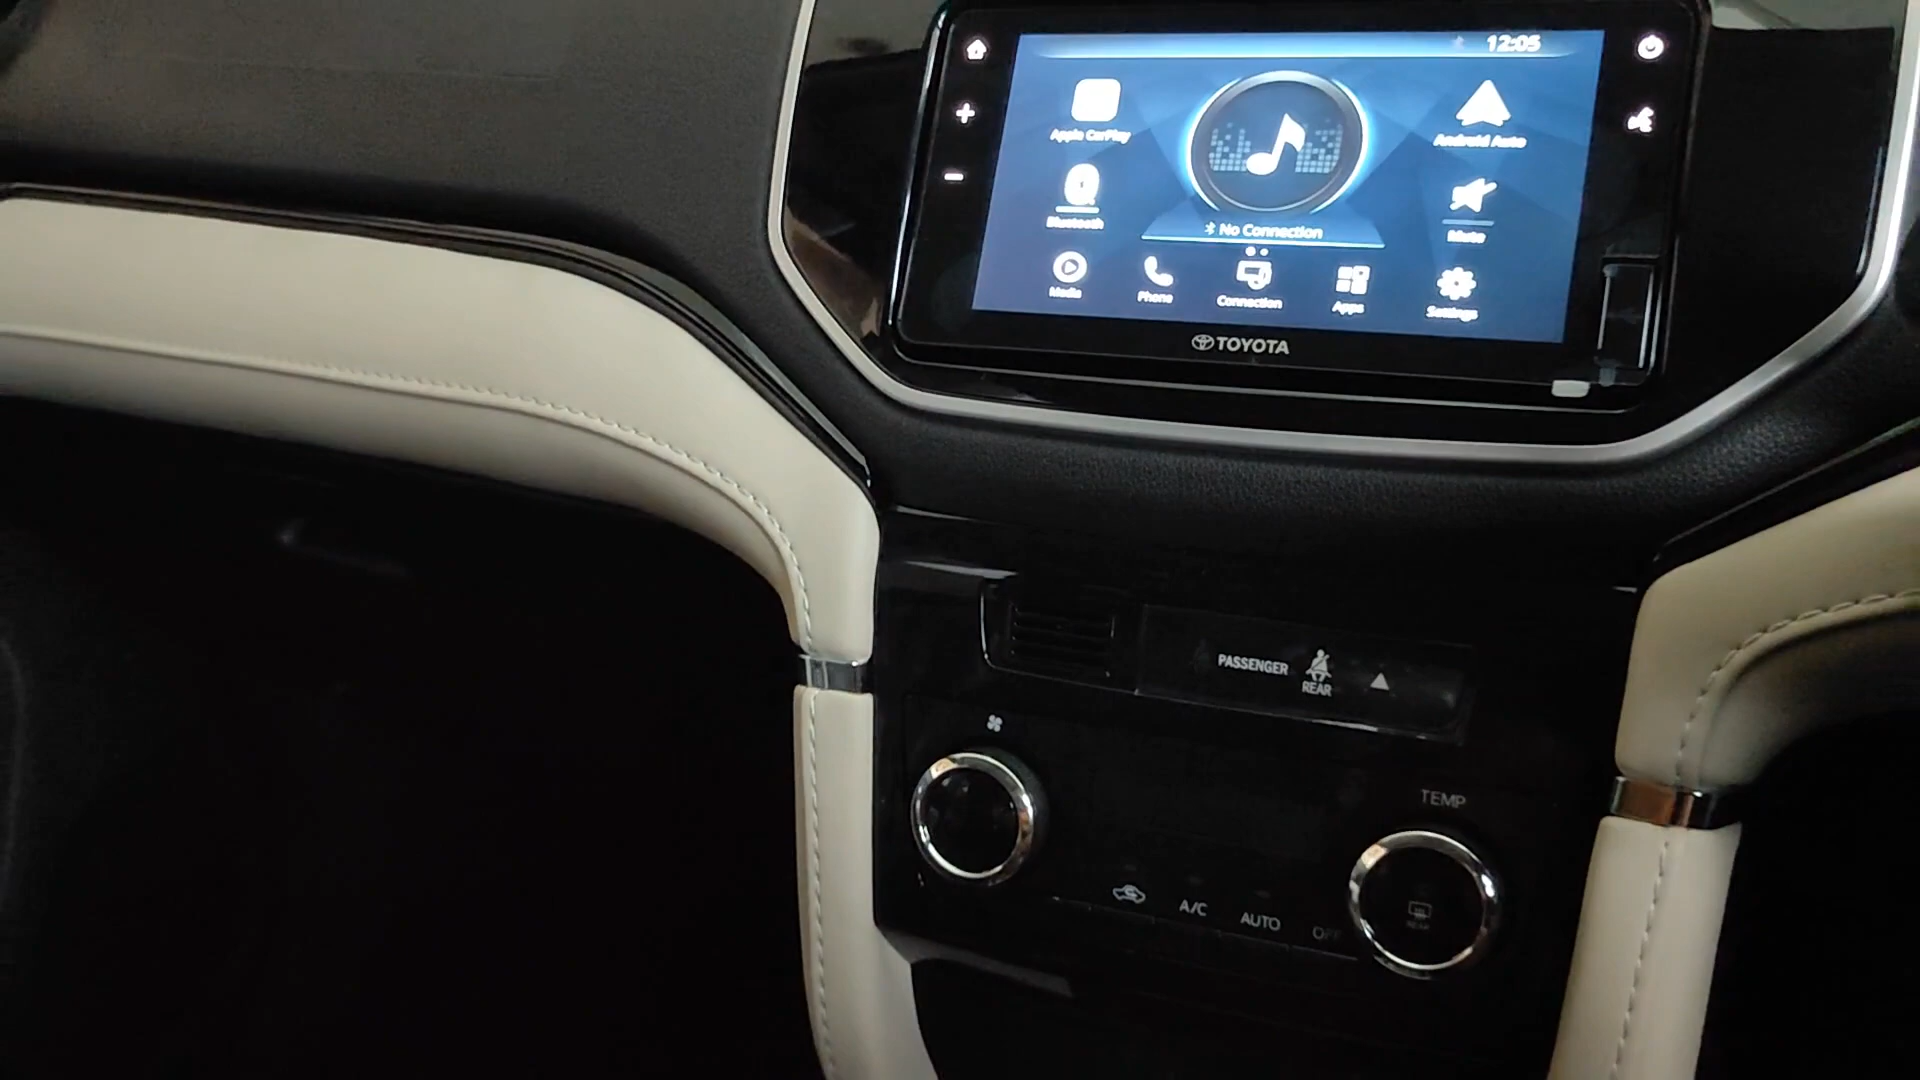 12:05
Apple CarPlay
Android Auto
Bluetooth
Mute
No Connection
Media
Phone
Connection
Apps
Settings
TOYOTA
PASSENGER
REAR
TEMP
A/C
AUTO
OFF
REAR